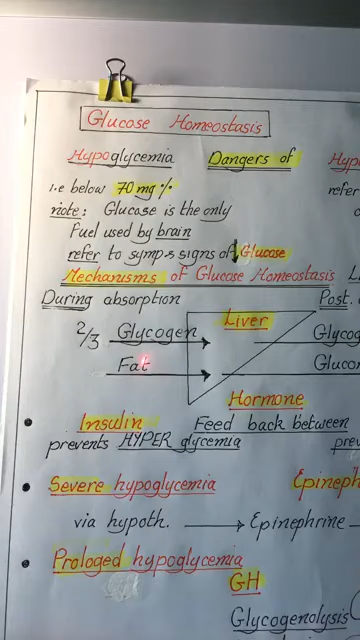 Glucose Homeostasis
Hypoglycemia Dangers of Hyp
i.e below 70 mg % refer
note: Glucose is the only
Fuel used by brain
refer to symp.s signs of ↓ Glucose
Mechanisms of Glucose Homeostasis
During absorption Post.
Liver
2/3 Glycogen Glycog
Fat Glucon
Hormone
Insulin Feed back between
prevents HYPER glycemia prev
Severe hypoglycemia Epineph
via hypoth. → Epinephrine
Prologed hypoglycemia
GH
Glycogenolysis